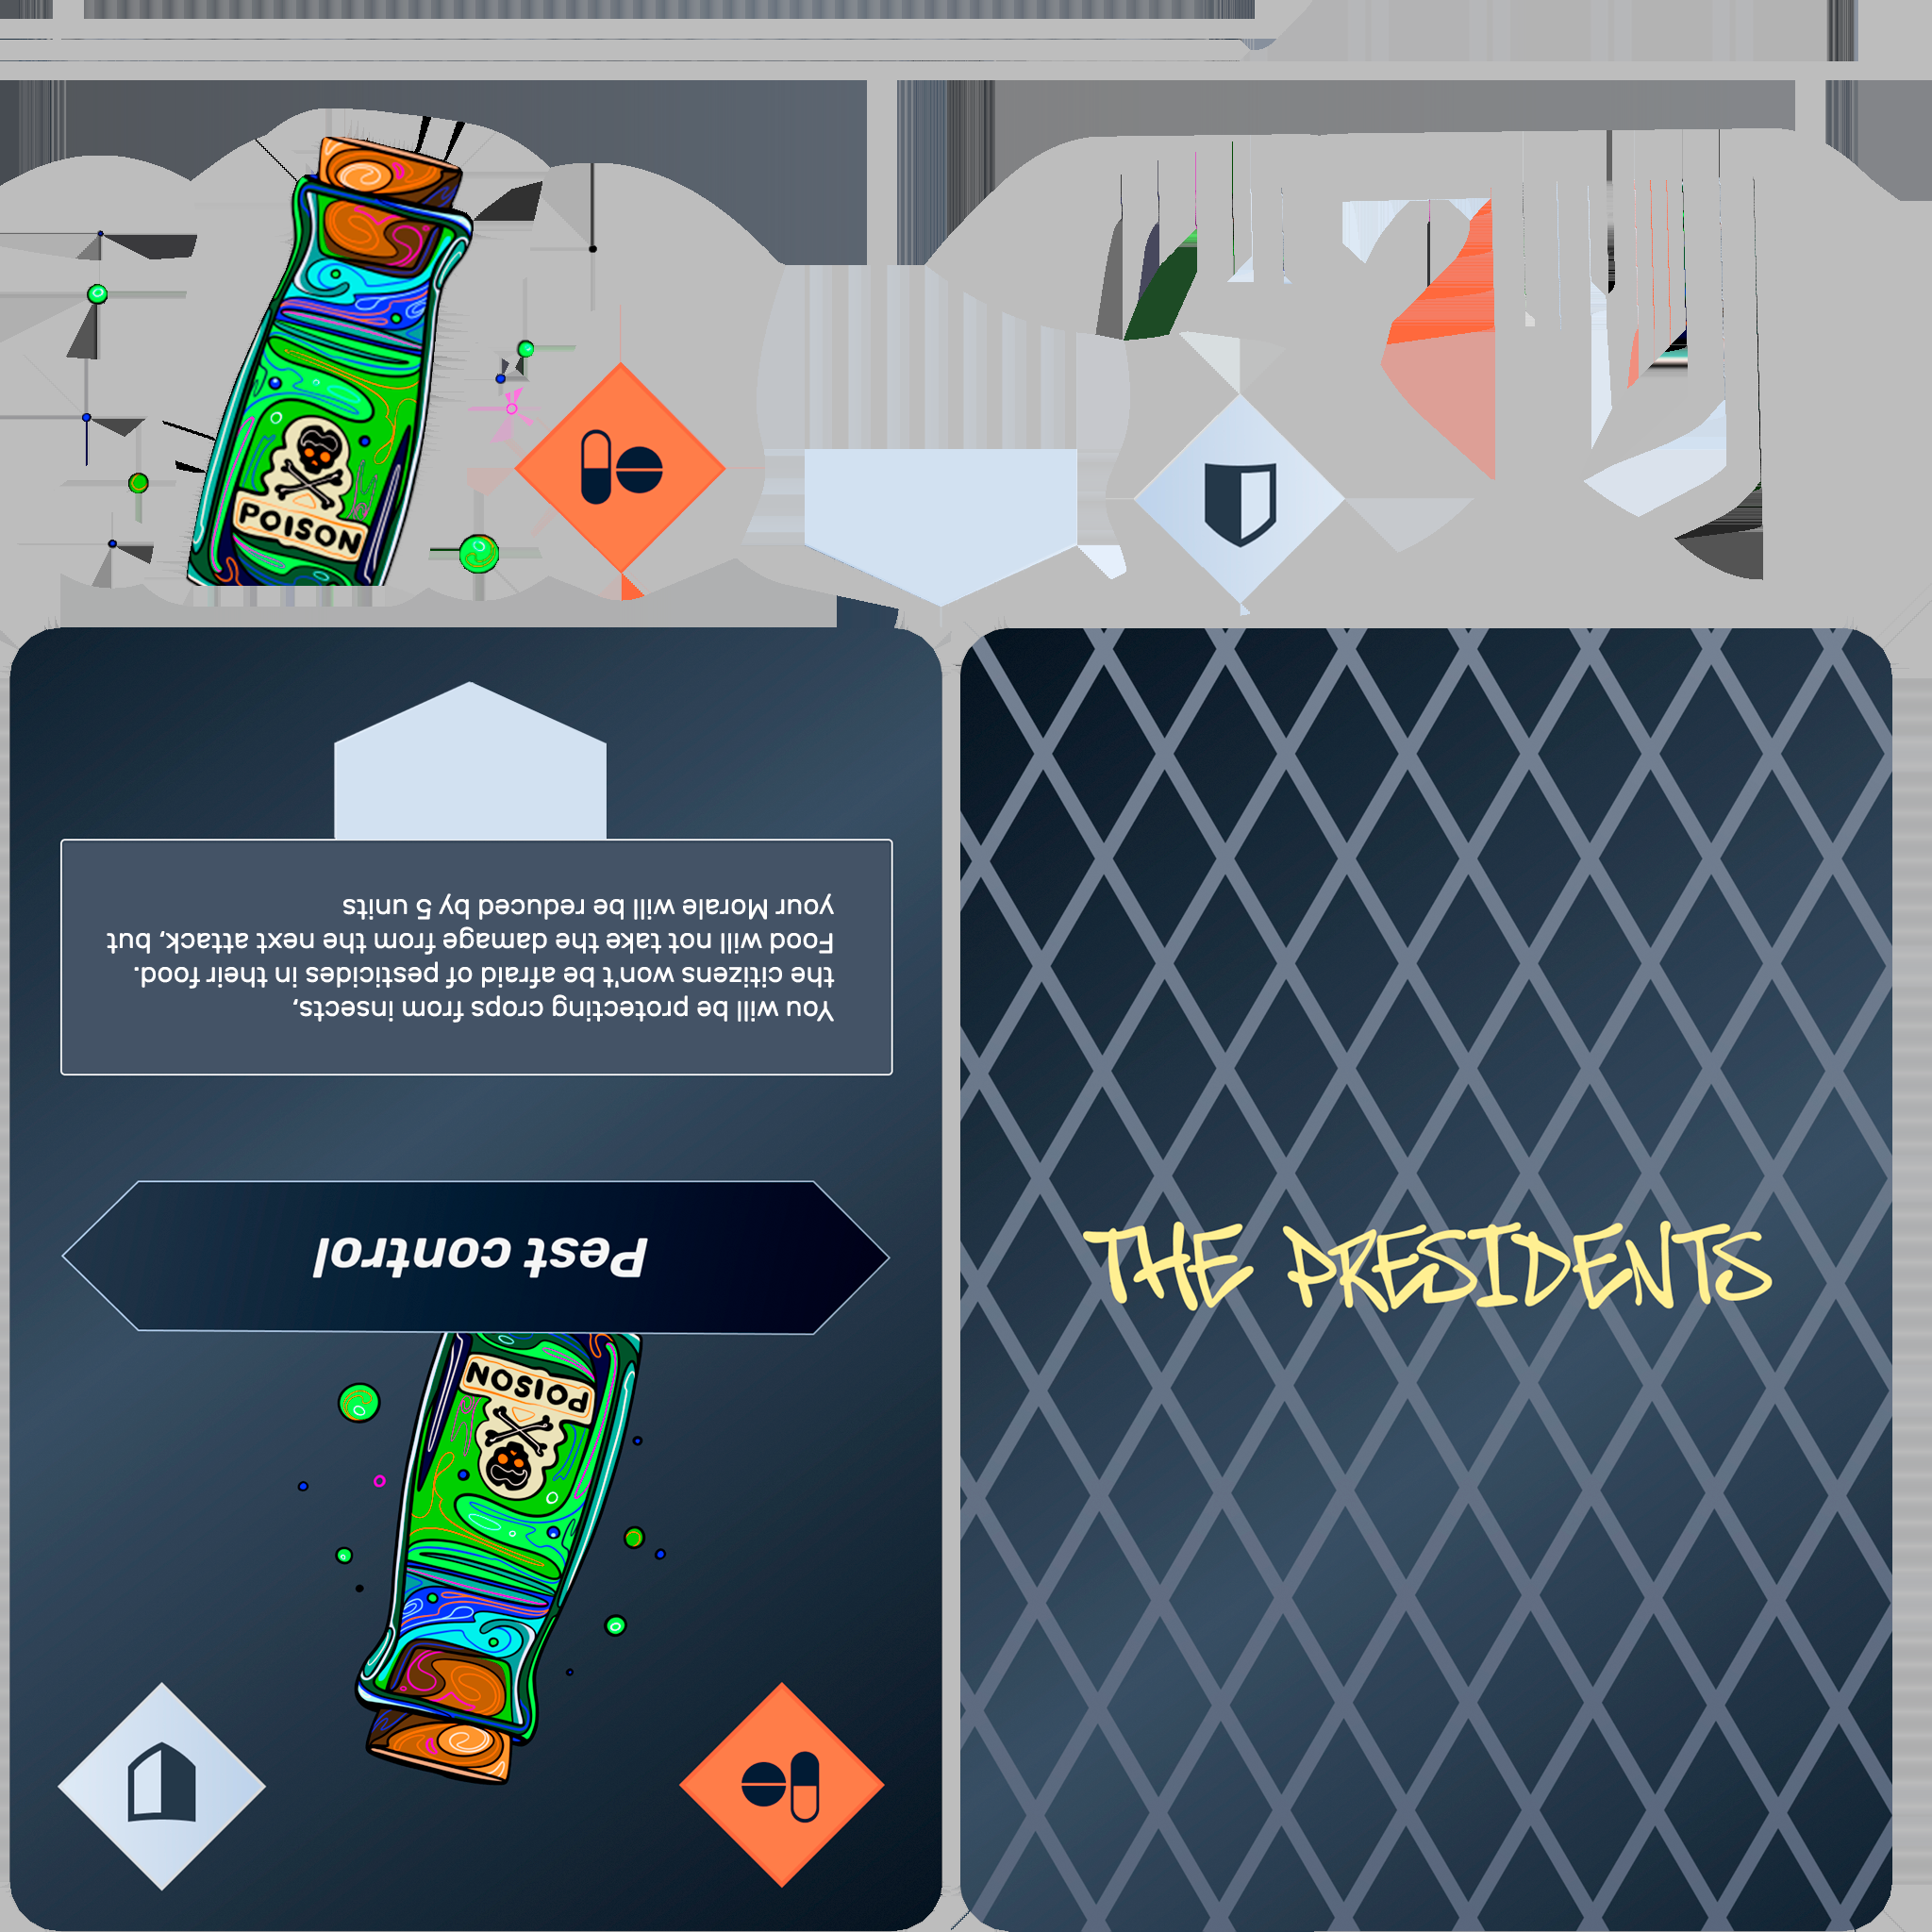 POISON
THE PRESIDENTS
POISON
Pest control
You will be protecting crops from insects,
the citizens won't be afraid of pesticides in their food.
Food will not take the damage from the next attack, but
your Morale will be reduced by 5 units